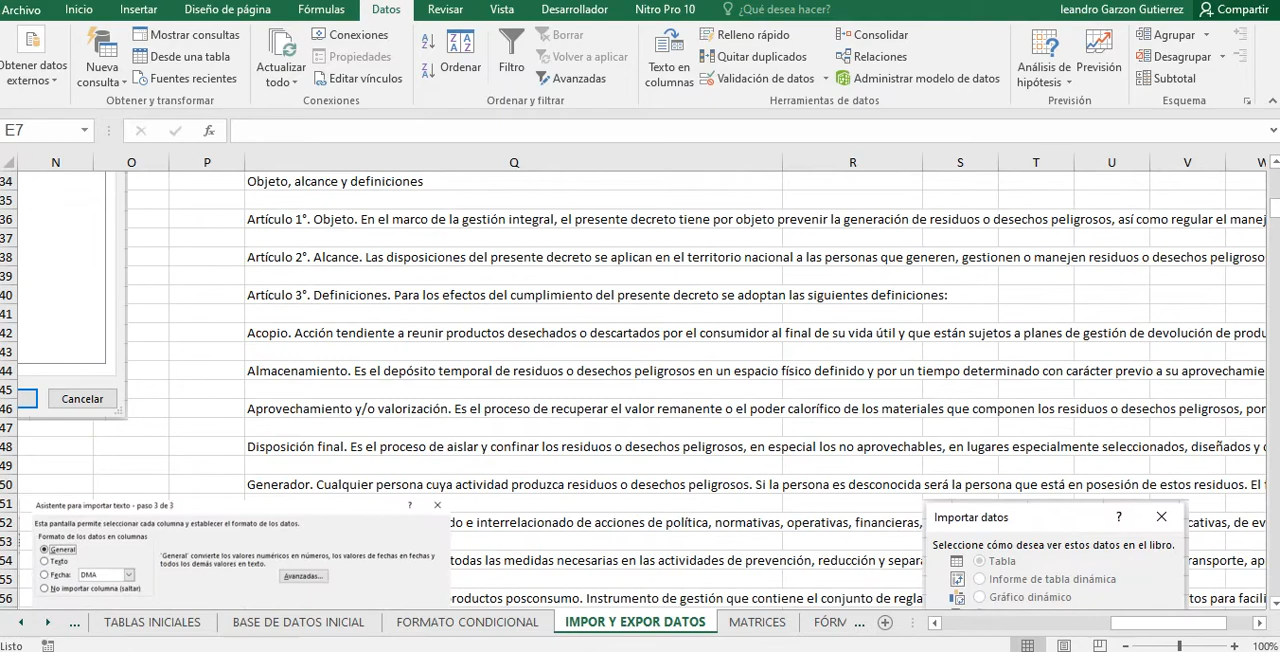 Archivo Inicio Insertar Diseño de página Fórmulas Datos Revisar Vista Desarrollador Nitro Pro 10 ¿Qué desea hacer? leandro Garzon Gutierrez Compartir
Obtener datos externos
Nueva consulta
Mostrar consultas
Desde una tabla
Fuentes recientes
Obtener y transformar
Actualizar todo
Conexiones
Propiedades
Editar vínculos
Conexiones
Ordenar
Filtro
Borrar
Volver a aplicar
Avanzadas
Ordenar y filtrar
Texto en columnas
Relleno rápido
Quitar duplicados
Validación de datos
Consolidar
Relaciones
Administrar modelo de datos
Herramientas de datos
Análisis de hipótesis
Previsión
Previsión
Agrupar
Desagrupar
Subtotal
Esquema
E7 fx
N O P Q R S T U V W
34 Objeto, alcance y definiciones
35
36 Artículo 1°. Objeto. En el marco de la gestión integral, el presente decreto tiene por objeto prevenir la generación de residuos o desechos peligrosos, así como regular el manej
37
38 Artículo 2°. Alcance. Las disposiciones del presente decreto se aplican en el territorio nacional a las personas que generen, gestionen o manejen residuos o desechos peligroso
39
40 Artículo 3°. Definiciones. Para los efectos del cumplimiento del presente decreto se adoptan las siguientes definiciones:
41
42 Acopio. Acción tendiente a reunir productos desechados o descartados por el consumidor al final de su vida útil y que están sujetos a planes de gestión de devolución de produ
43
44 Almacenamiento. Es el depósito temporal de residuos o desechos peligrosos en un espacio físico definido y por un tiempo determinado con carácter previo a su aprovechamie
45
Cancelar
46 Aprovechamiento y/o valorización. Es el proceso de recuperar el valor remanente o el poder calorífico de los materiales que componen los residuos o desechos peligrosos, por
47
48 Disposición final. Es el proceso de aislar y confinar los residuos o desechos peligrosos, en especial los no aprovechables, en lugares especialmente seleccionados, diseñados y
49
50 Generador. Cualquier persona cuya actividad produzca residuos o desechos peligrosos. Si la persona es desconocida será la persona que está en posesión de estos residuos. El
51
52 do e interrelacionado de acciones de política, normativas, operativas, financieras, cativas, de ev
53
54 todas las medidas necesarias en las actividades de prevención, reducción y separ ransporte, ap
55
56 productos posconsumo. Instrumento de gestión que contiene el conjunto de regla tos para facili
Asistente para importar texto - paso 3 de 3 ?
Esta pantalla permite seleccionar cada columna y establecer el formato de los datos.
Formato de los datos en columnas
General
Texto
Fecha: DMA
No importar columna (saltar)
'General' convierte los valores numéricos en números, los valores de fechas en fechas y
todos los demás valores en texto.
Avanzadas...
Importar datos ?
Seleccione cómo desea ver estos datos en el libro.
Tabla
Informe de tabla dinámica
Gráfico dinámico
... TABLAS INICIALES BASE DE DATOS INICIAL FORMATO CONDICIONAL IMPOR Y EXPOR DATOS MATRICES FÓRM ...
Listo 100%